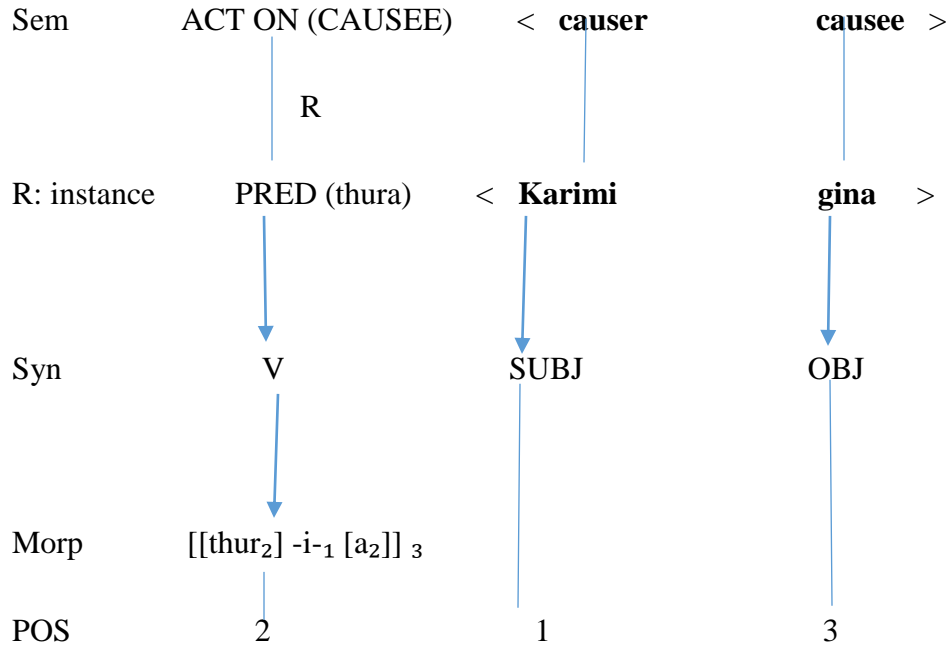 Sem ACT ON (CAUSEE) < causer causee >
R
R: instance PRED (thura) < Karimi gina >
Syn V SUBJ OBJ
Morp [[thur₂] -i-₁ [a₂]] ₃
POS 2 1 3